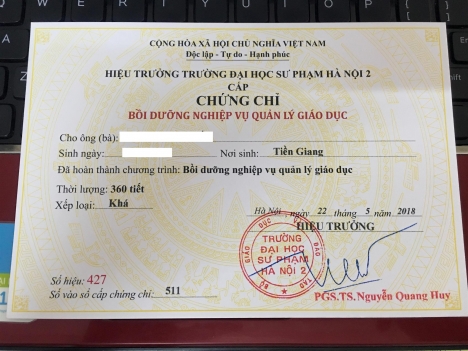 CỘNG HÒA XÃ HỘI CHỦ NGHĨA VIỆT NAM
Độc lập - Tự do - Hạnh phúc
HIỆU TRƯỞNG TRƯỜNG ĐẠI HỌC SƯ PHẠM HÀ NỘI 2
CẤP
CHỨNG CHỈ
BỒI DƯỠNG NGHIỆP VỤ QUẢN LÝ GIÁO DỤC
Cho ông (bà):
Sinh ngày: Nơi sinh: Tiền Giang
Đã hoàn thành chương trình: Bồi dưỡng nghiệp vụ quản lý giáo dục
Thời lượng: 360 tiết
Xếp loại: Khá
Hà Nội ngày 22 tháng 5 năm 2018
HIỆU TRƯỞNG
BỘ GIÁO DỤC ĐÀO TẠO
TRƯỜNG
ĐẠI HỌC
SƯ PHẠM
HÀ NỘI 2
Số hiệu: 427
Số vào sổ cấp chứng chỉ: 511
PGS.TS.Nguyễn Quang Huy